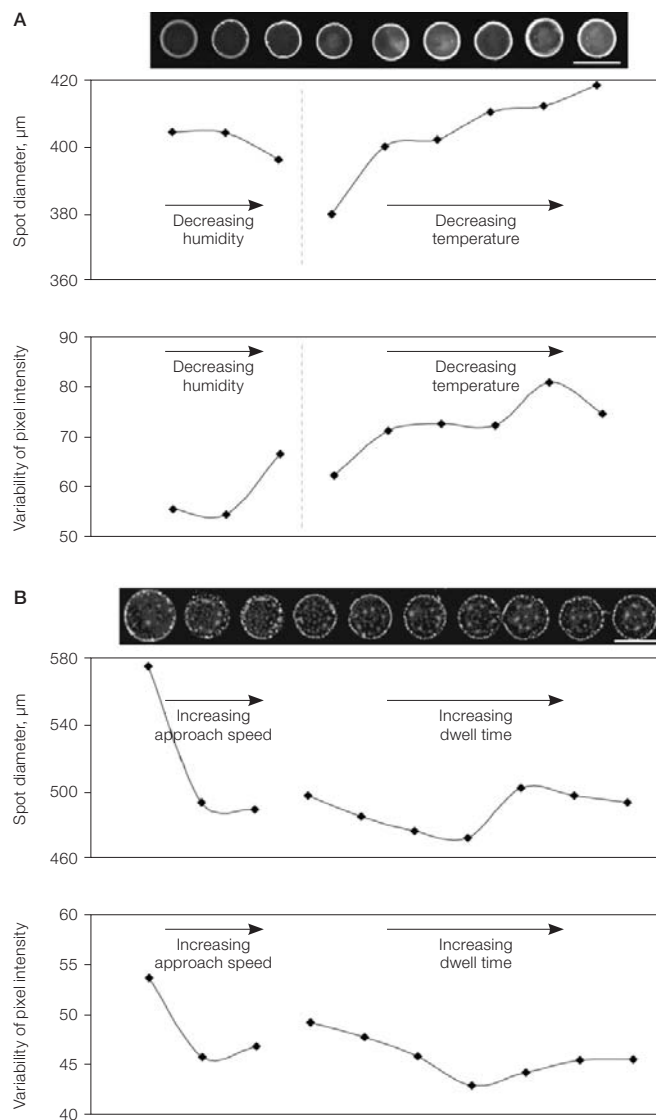 A
Spot diameter, µm
420
400
380
360
Decreasing
humidity
Decreasing
temperature
Variability of pixel intensity
90
80
70
60
50
Decreasing
humidity
Decreasing
temperature
B
Spot diameter, µm
580
540
500
460
Increasing
approach speed
Increasing
dwell time
Variability of pixel intensity
60
55
50
45
40
Increasing
approach speed
Increasing
dwell time